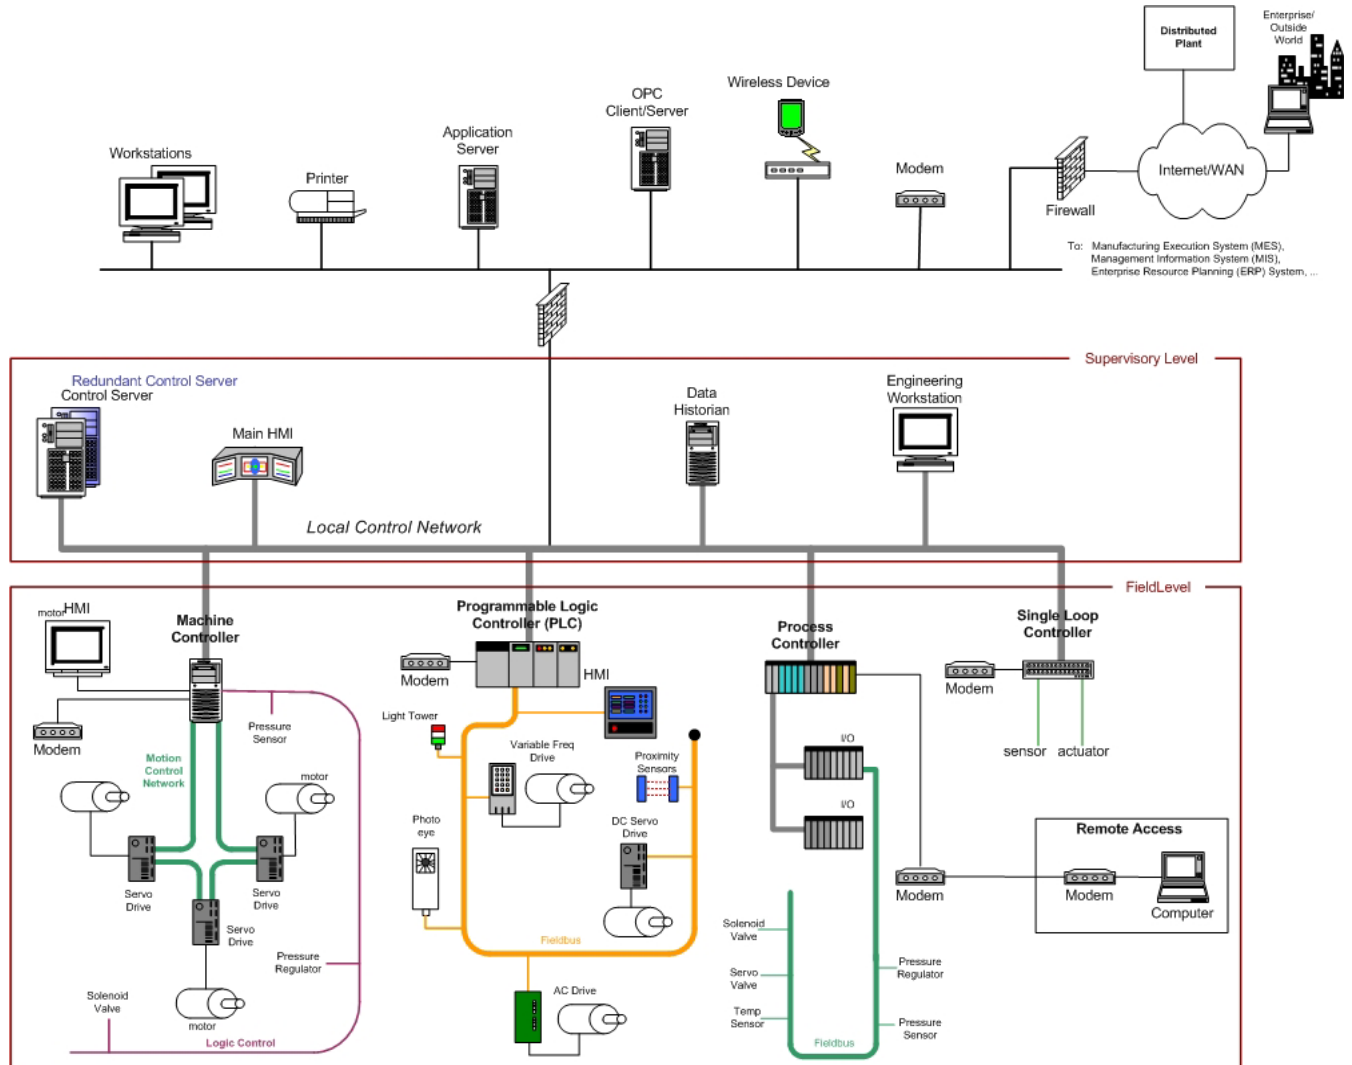 Distributed
Plant
Enterprise/
Outside
World
Wireless Device
OPC
Client/Server
Application
Server
Workstations
Printer
Modem
Internet/WAN
Firewall
To: Manufacturing Execution System (MES),
Management Information System (MIS),
Enterprise Resource Planning (ERP) System, ...
Supervisory Level
Redundant Control Server
Control Server
Main HMI
Data
Historian
Engineering
Workstation
Local Control Network
FieldLevel
motor
HMI
Machine
Controller
Programmable Logic
Controller (PLC)
Process
Controller
Single Loop
Controller
Modem
HMI
Modem
Modem
Pressure
Sensor
Light Tower
Motion
Control
Network
Variable Freq
Drive
Proximity
Sensors
I/O
sensor
actuator
motor
I/O
Photo
eye
DC Servo
Drive
Remote Access
Servo
Drive
Servo
Drive
Servo
Drive
Modem
Modem
Computer
Solenoid
Valve
Fieldbus
Pressure
Regulator
Pressure
Regulator
Servo
Valve
Solenoid
Valve
AC Drive
Temp
Sensor
motor
Pressure
Sensor
Logic Control
Fieldbus